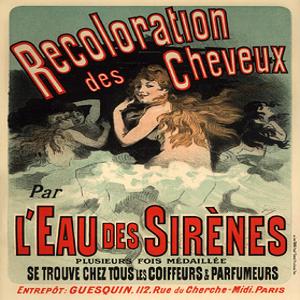 Recoloration
des Cheveux
Par
L'EAU DES SIRÈNES
PLUSIEURS FOIS MÉDAILLÉE
SE TROUVE CHEZ TOUS LES COIFFEURS & PARFUMEURS
ENTREPÔT: GUESQUIN, 112, Rue du Cherche-Midi. PARIS